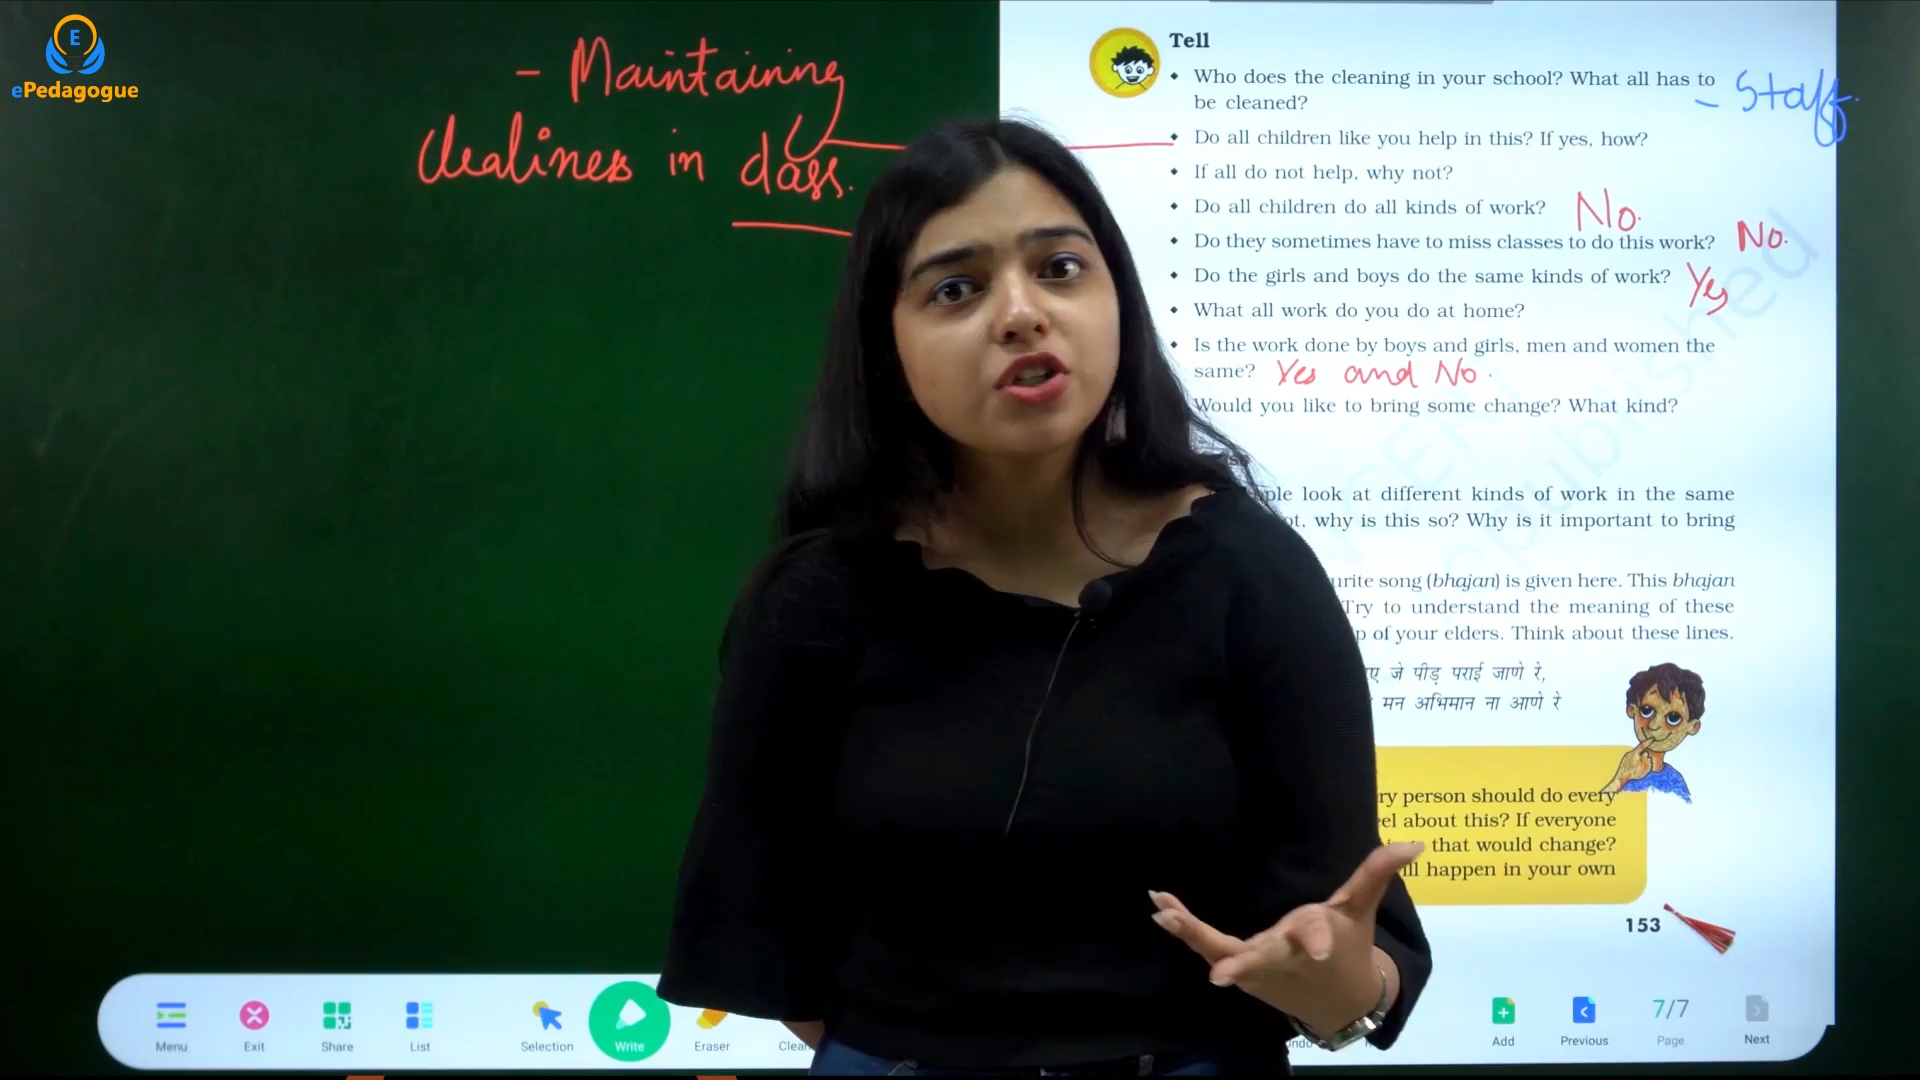 E
ePedagogue
- Maintaining
clealiness in class.
Tell
Who does the cleaning in your school? What all has to
be cleaned?
- Staff.
Do all children like you help in this? If yes, how?
If all do not help, why not?
Do all children do all kinds of work? No.
Do they sometimes have to miss classes to do this work? No.
Do the girls and boys do the same kinds of work? Yes
What all work do you do at home?
Is the work done by boys and girls, men and women the
same? Yes and No.
Would you like to bring some change? What kind?
look at different kinds of work in the same
why is this so? Why is it important to bring
song (bhajan) is given here. This bhajan
Try to understand the meaning of these
of your elders. Think about these lines.
जे पीड़ पराई जाणे रे,
मन अभिमान ना आणे रे
person should do every
about this? If everyone
that would change?
happen in your own
153
Menu Exit Share List Selection Write Eraser Add Previous Page Next
7/7